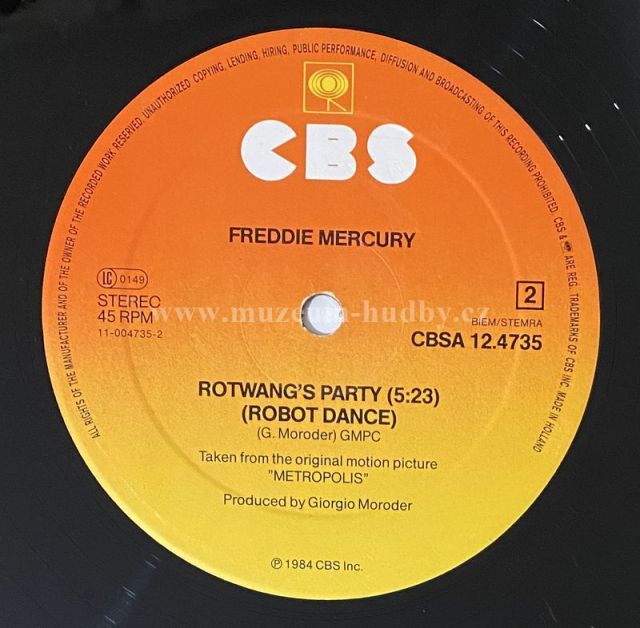 ALL RIGHTS OF THE MANUFACTURER AND OF THE OWNER OF THE RECORDED WORK RESERVED. UNAUTHORIZED COPYING, LENDING, HIRING, PUBLIC PERFORMANCE, DIFFUSION AND BROADCASTING OF THIS RECORDING PROHIBITED. CBS & ARE REG. TRADEMARKS OF CBS INC. MADE IN HOLLAND
CBS
FREDDIE MERCURY
LC 0149
STEREO
45 RPM
11-004735-2
2
BIEM/STEMRA
CBSA 12.4735
www.muzeum-hudby.cz
ROTWANG'S PARTY (5:23)
(ROBOT DANCE)
(G. Moroder) GMPC
Taken from the original motion picture
"METROPOLIS"
Produced by Giorgio Moroder
℗ 1984 CBS Inc.